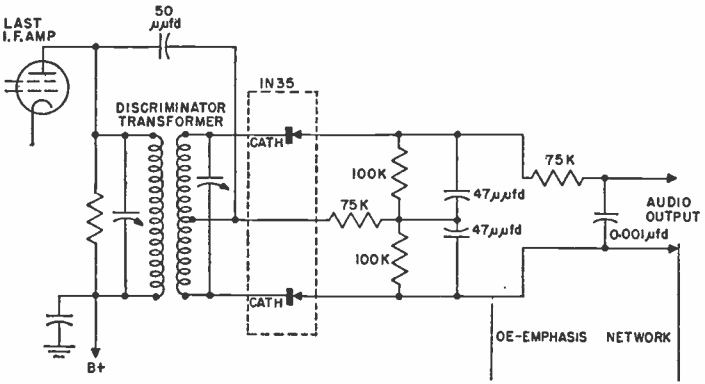 LAST
I.F. AMP
50
μμfd
IN35
DISCRIMINATOR
TRANSFORMER
CATH
100K
75K
47μμfd
75K
47μμfd
AUDIO
OUTPUT
0.001μfd
100K
CATH
OE-EMPHASIS NETWORK
B+